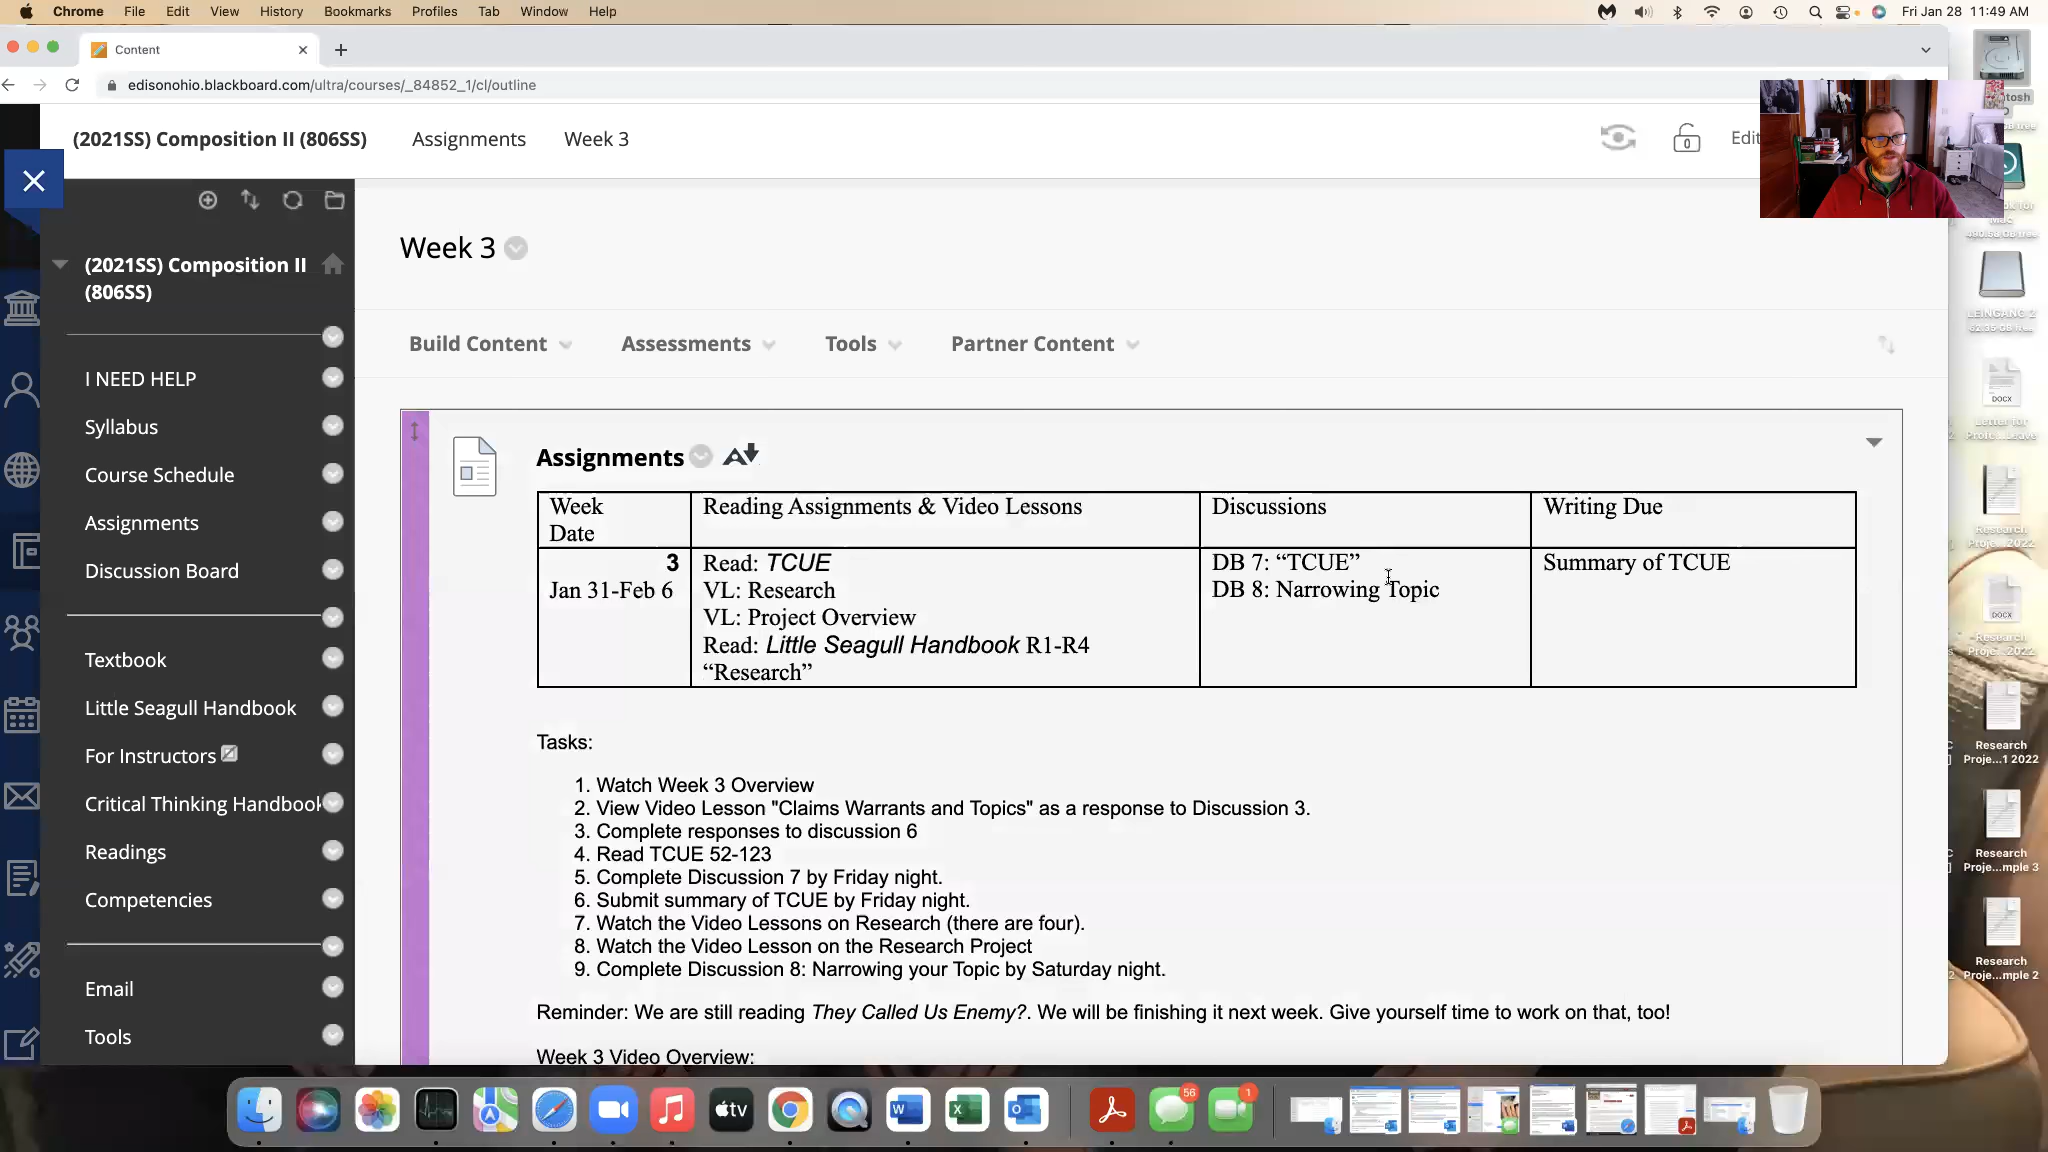 Chrome File Edit View History Bookmarks Profiles Tab Window Help
Fri Jan 28 11:49 AM
Content
edisonohio.blackboard.com/ultra/courses/_84852_1/cl/outline
(2021SS) Composition II (806SS) Assignments Week 3
0
(2021SS) Composition II
(806SS)
I NEED HELP
Syllabus
Course Schedule
Assignments
Discussion Board
Textbook
Little Seagull Handbook
For Instructors
Critical Thinking Handbook
Readings
Competencies
Email
Tools
Week 3
Build Content Assessments Tools Partner Content
Assignments
Week
Date
Reading Assignments & Video Lessons
Discussions
Writing Due
3
Jan 31-Feb 6
Read: TCUE
VL: Research
VL: Project Overview
Read: Little Seagull Handbook R1-R4
“Research”
DB 7: “TCUE”
DB 8: Narrowing Topic
Summary of TCUE
Tasks:
1. Watch Week 3 Overview
2. View Video Lesson "Claims Warrants and Topics" as a response to Discussion 3.
3. Complete responses to discussion 6
4. Read TCUE 52-123
5. Complete Discussion 7 by Friday night.
6. Submit summary of TCUE by Friday night.
7. Watch the Video Lessons on Research (there are four).
8. Watch the Video Lesson on the Research Project
9. Complete Discussion 8: Narrowing your Topic by Saturday night.
Reminder: We are still reading They Called Us Enemy?. We will be finishing it next week. Give yourself time to work on that, too!
Week 3 Video Overview:
DOCX
DOCX
Research
Proje...1 2022
Research
Proje...mple 3
Research
Proje...mple 2
tv
56
1